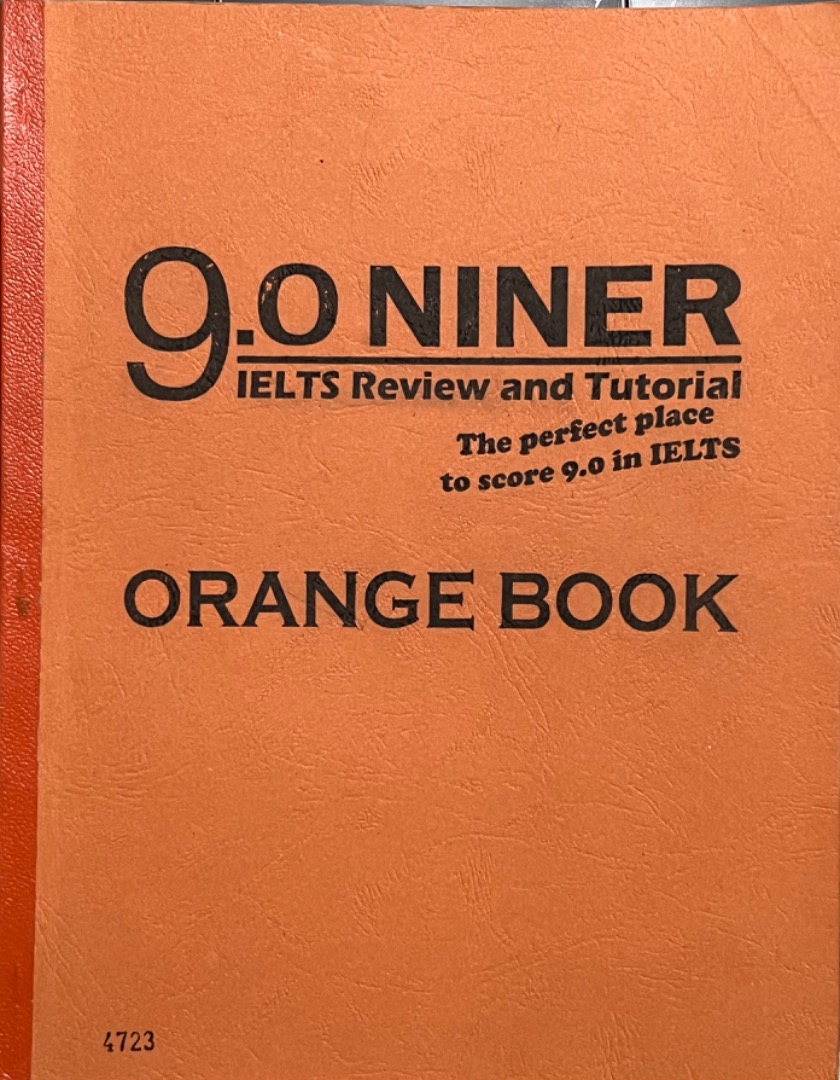 9.0 NINER
IELTS Review and Tutorial
The perfect place
to score 9.0 in IELTS
ORANGE BOOK
4723